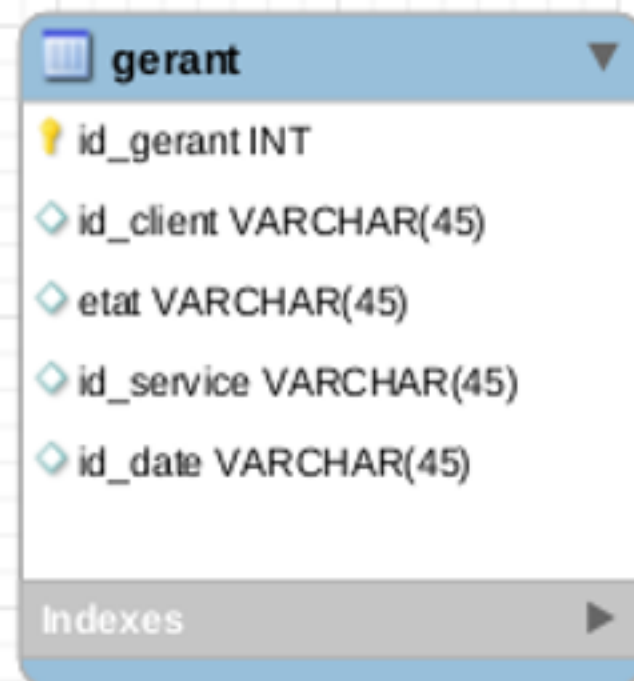 gerant
id_gerant INT
id_client VARCHAR(45)
etat VARCHAR(45)
id_service VARCHAR(45)
id_date VARCHAR(45)
Indexes